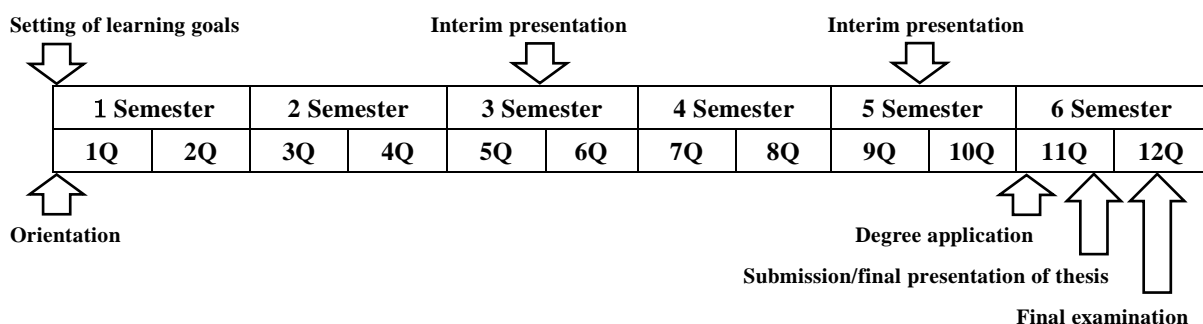 Setting of learning goals Interim presentation Interim presentation
1 Semester 2 Semester 3 Semester 4 Semester 5 Semester 6 Semester
1Q 2Q 3Q 4Q 5Q 6Q 7Q 8Q 9Q 10Q 11Q 12Q
Orientation Degree application
Submission/final presentation of thesis
Final examination